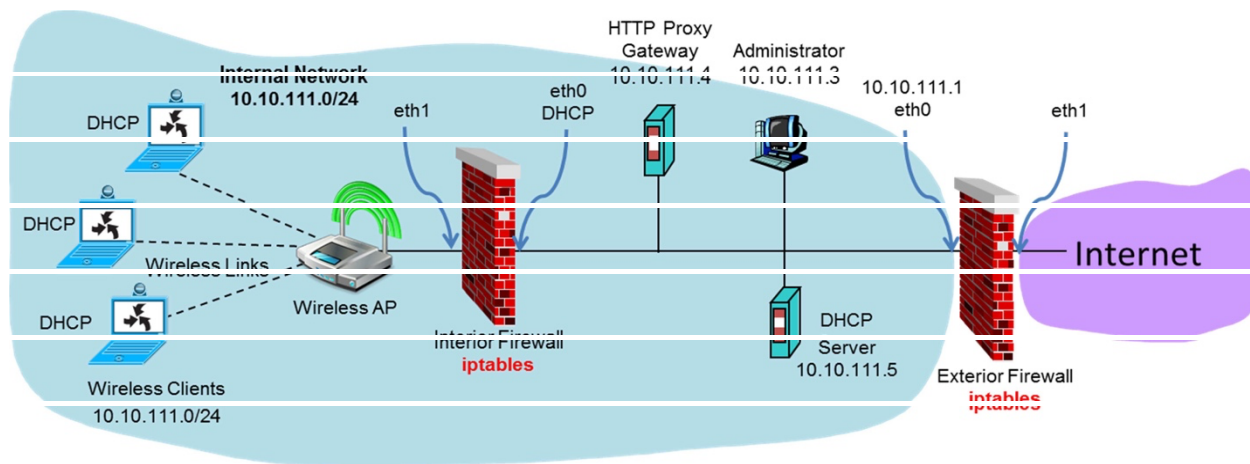 HTTP Proxy
Gateway
10.10.111.4
Administrator
10.10.111.3
Internal Network
10.10.111.0/24
eth1
eth0
DHCP
10.10.111.1
eth0
eth1
DHCP
DHCP
DHCP
Wireless Links
Wireless AP
Internet
Interior Firewall
iptables
DHCP
Server
10.10.111.5
Exterior Firewall
iptables
Wireless Clients
10.10.111.0/24